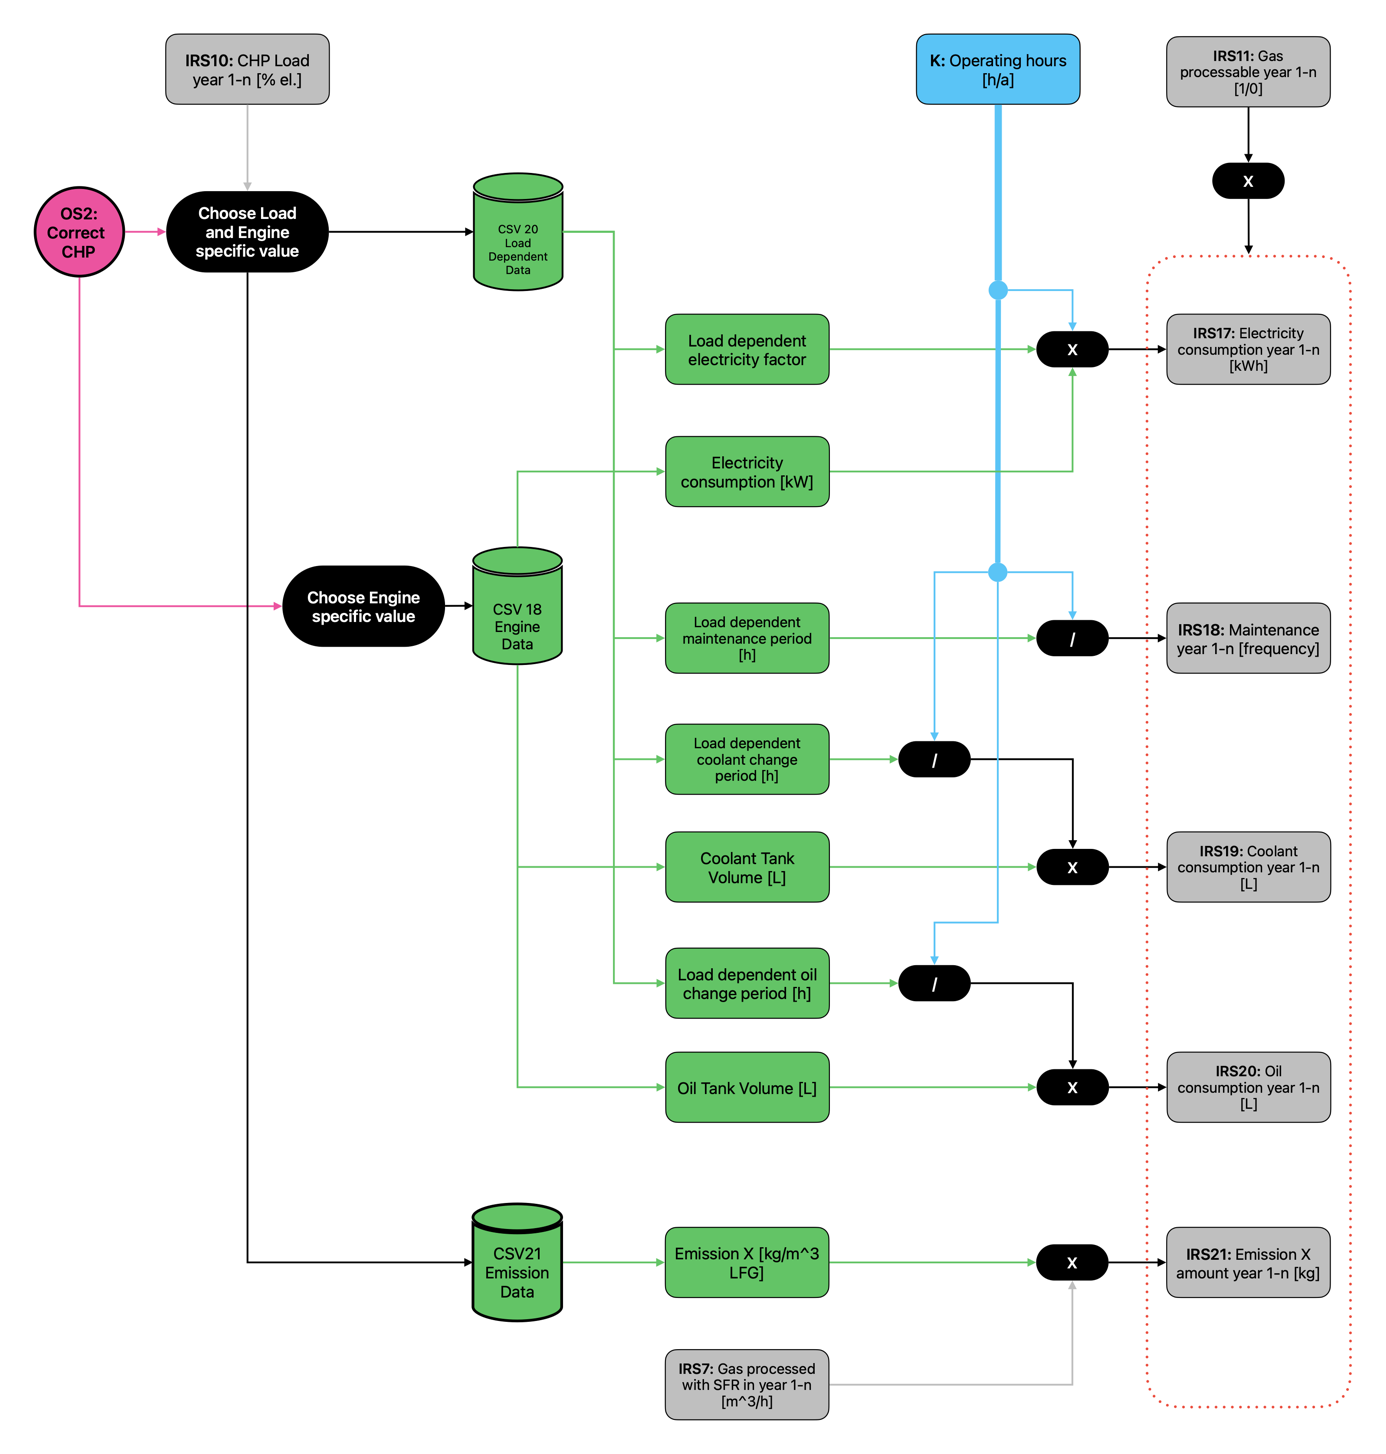 IRS10: CHP Load
year 1-n [% el.]
K: Operating hours
[h/a]
IRS11: Gas
processable year 1-n
[1/0]
X
OS2:
Correct
CHP
Choose Load
and Engine
specific value
CSV 20
Load
Dependent
Data
Load dependent
electricity factor
X
IRS17: Electricity
consumption year 1-n
[kWh]
Electricity
consumption [kW]
Choose Engine
specific value
CSV 18
Engine
Data
Load dependent
maintenance period
[h]
/
IRS18: Maintenance
year 1-n [frequency]
Load dependent
coolant change
period [h]
/
Coolant Tank
Volume [L]
X
IRS19: Coolant
consumption year 1-n
[L]
Load dependent oil
change period [h]
/
Oil Tank Volume [L]
X
IRS20: Oil
consumption year 1-n
[L]
CSV21
Emission
Data
Emission X [kg/m^3
LFG]
X
IRS21: Emission X
amount year 1-n [kg]
IRS7: Gas processed
with SFR in year 1-n
[m^3/h]